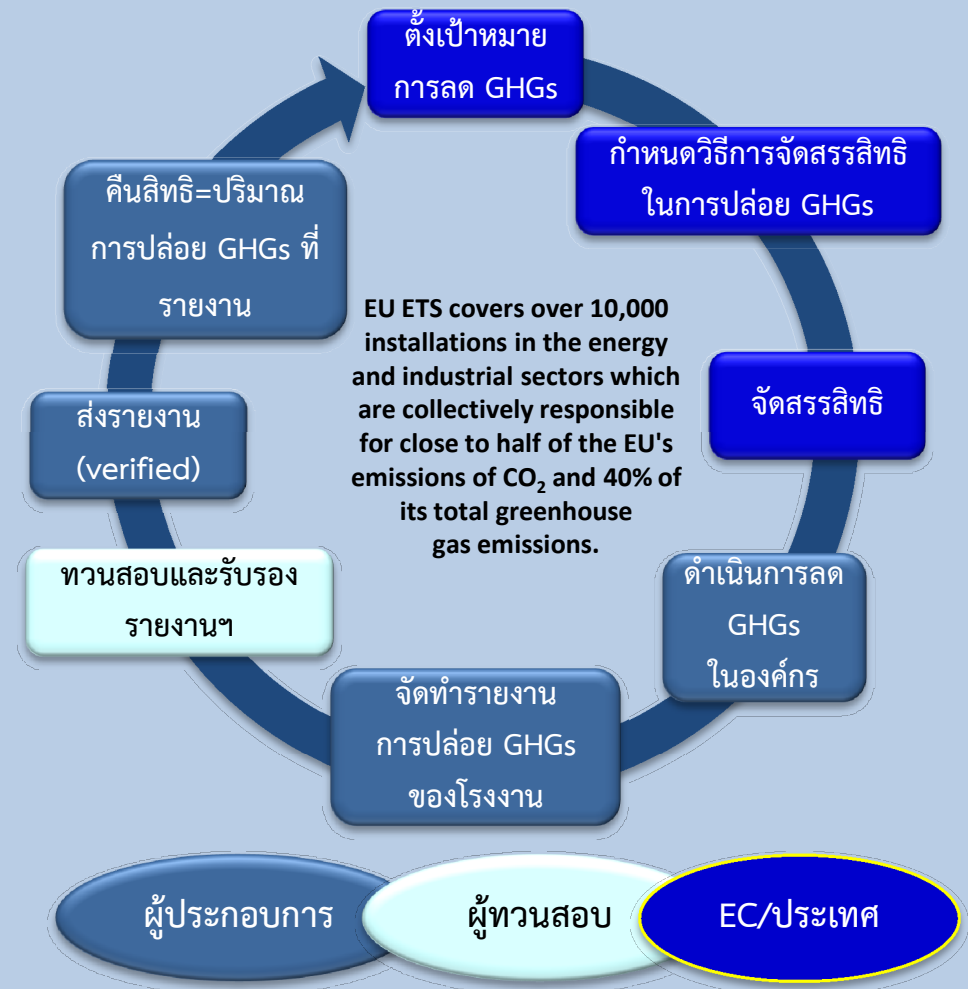 ตั้งเป้าหมาย
การลด GHGs
กำหนดวิธีการจัดสรรสิทธิ
ในการปล่อย GHGs
จัดสรรสิทธิ
ดำเนินการลด
GHGs
ในองค์กร
จัดทำรายงาน
การปล่อย GHGs
ของโรงงาน
ทวนสอบและรับรอง
รายงานฯ
ส่งรายงาน
(verified)
คืนสิทธิ=ปริมาณ
การปล่อย GHGs ที่
รายงาน
EU ETS covers over 10,000
installations in the energy
and industrial sectors which
are collectively responsible
for close to half of the EU's
emissions of CO₂ and 40% of
its total greenhouse
gas emissions.
ผู้ประกอบการ
ผู้ทวนสอบ
EC/ประเทศ